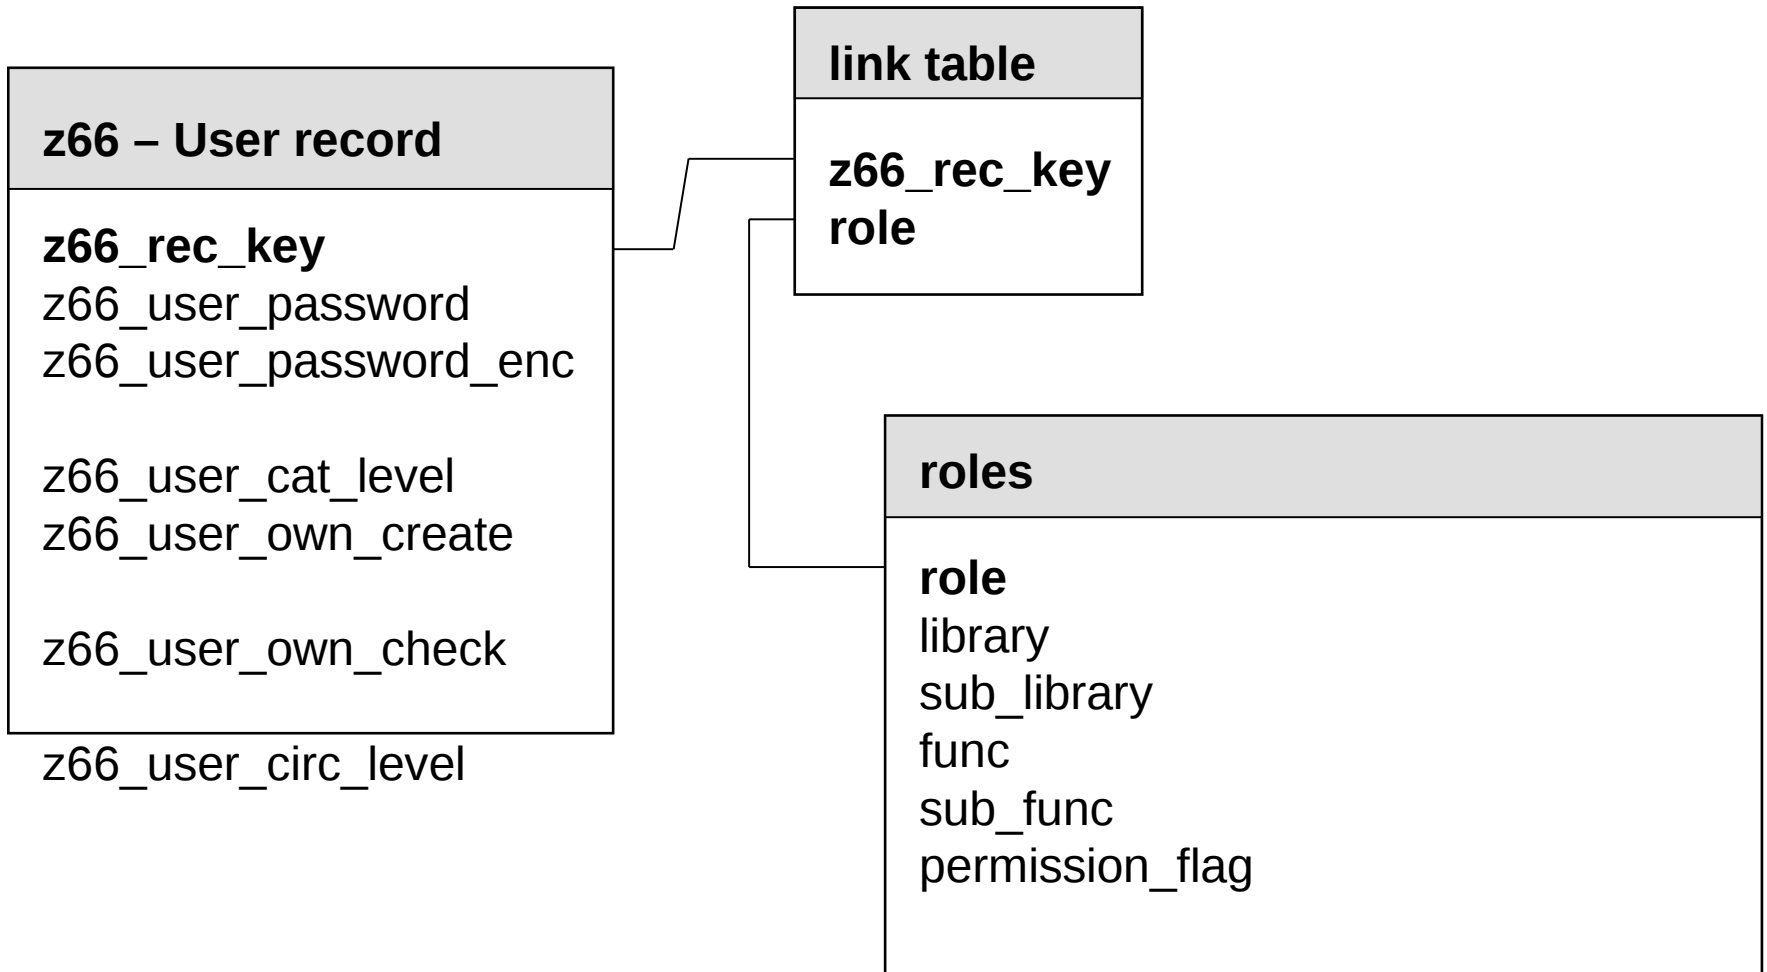 z66 – User record
z66_rec_key
z66_user_password
z66_user_password_enc
z66_user_cat_level
z66_user_own_create
z66_user_own_check
z66_user_circ_level
link table
z66_rec_key
role
roles
role
library
sub_library
func
sub_func
permission_flag